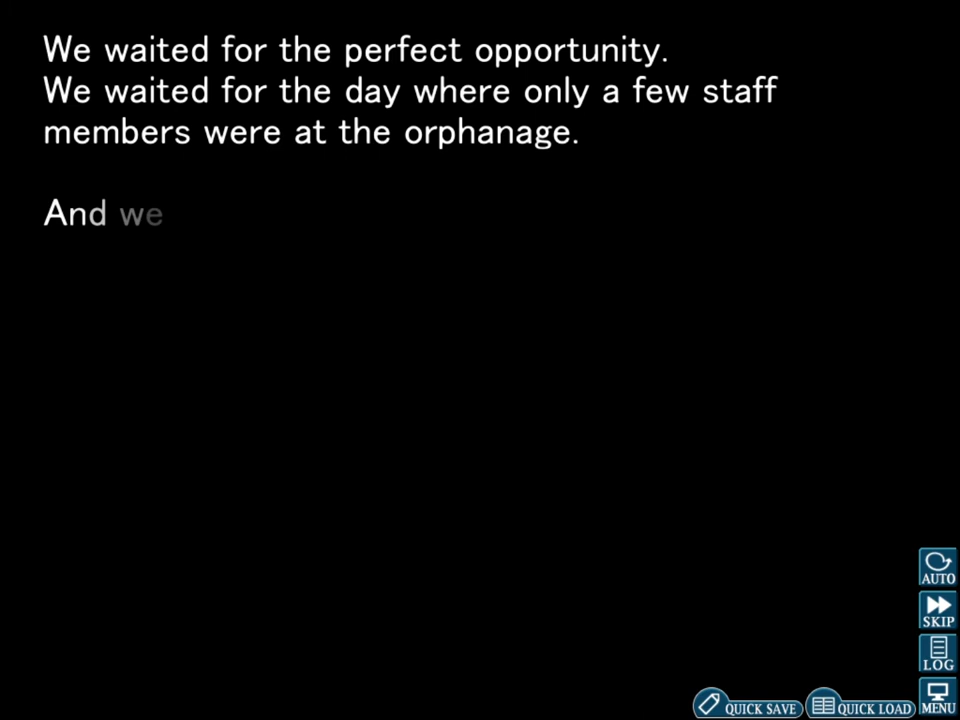 We waited for the perfect opportunity.
We waited for the day where only a few staff
members were at the orphanage.
And we
AUTO
SKIP
LOG
QUICK SAVE
QUICK LOAD
MENU